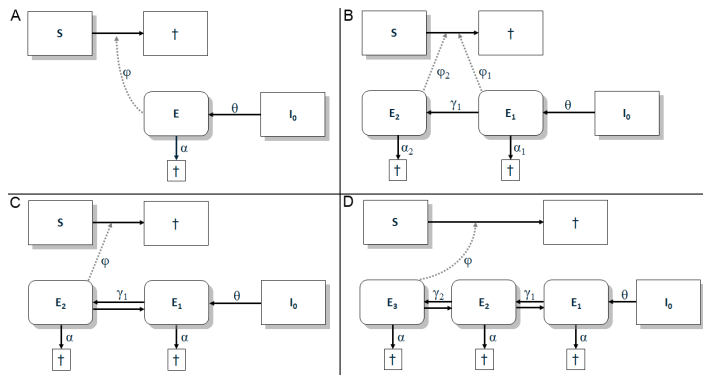 A
S †
φ
E θ I₀
α
†
B
S †
φ₂ φ₁
E₂ γ₁ E₁ θ I₀
α₂ α₁
† †
C
S †
φ
E₂ γ₁ E₁ θ I₀
α α
† †
D
S †
φ
E₃ γ₂ E₂ γ₁ E₁ θ I₀
α α α
† † †